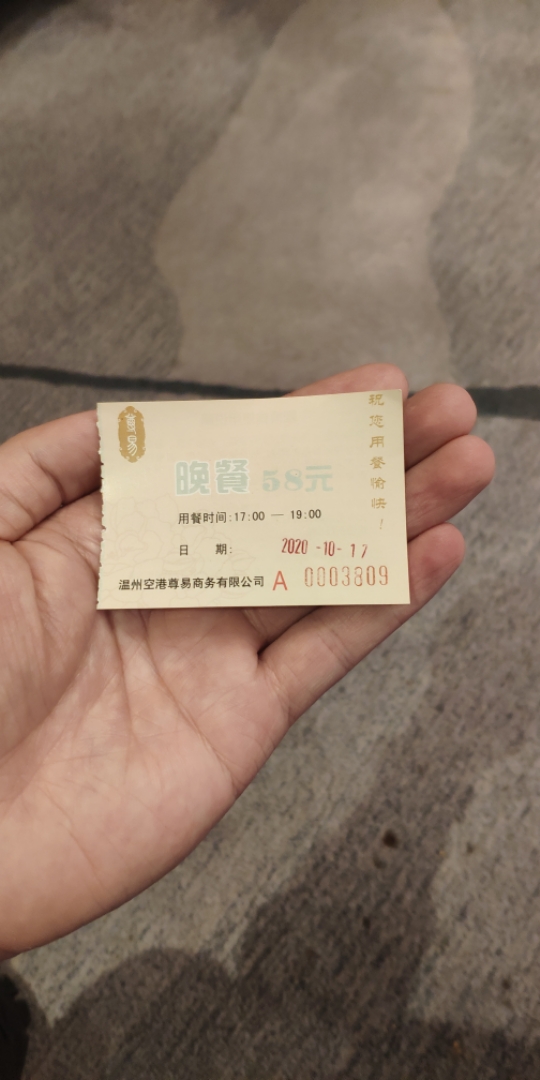 尊易
祝您用餐愉快！
晚餐 58元
用餐时间:17:00 — 19:00
日 期: 2020 -10- 17
温州空港尊易商务有限公司 A 0003809